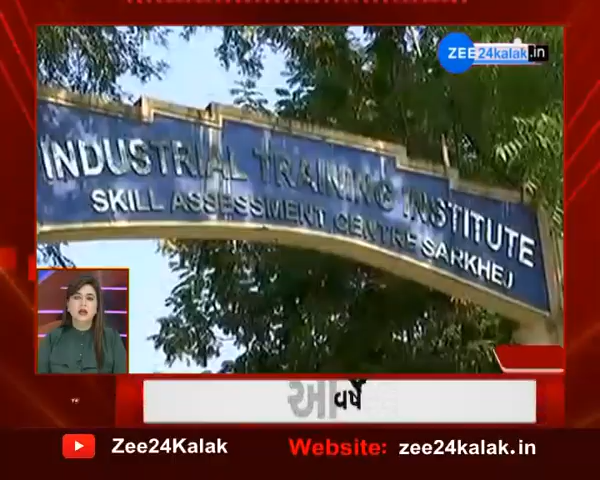 ZEE24kalak.in
INDUSTRIAL TRAINING INSTITUTE
SKILL ASSESSMENT CENTRE SARKHEJ
આ વર્ષે
Zee24Kalak
Website: zee24kalak.in